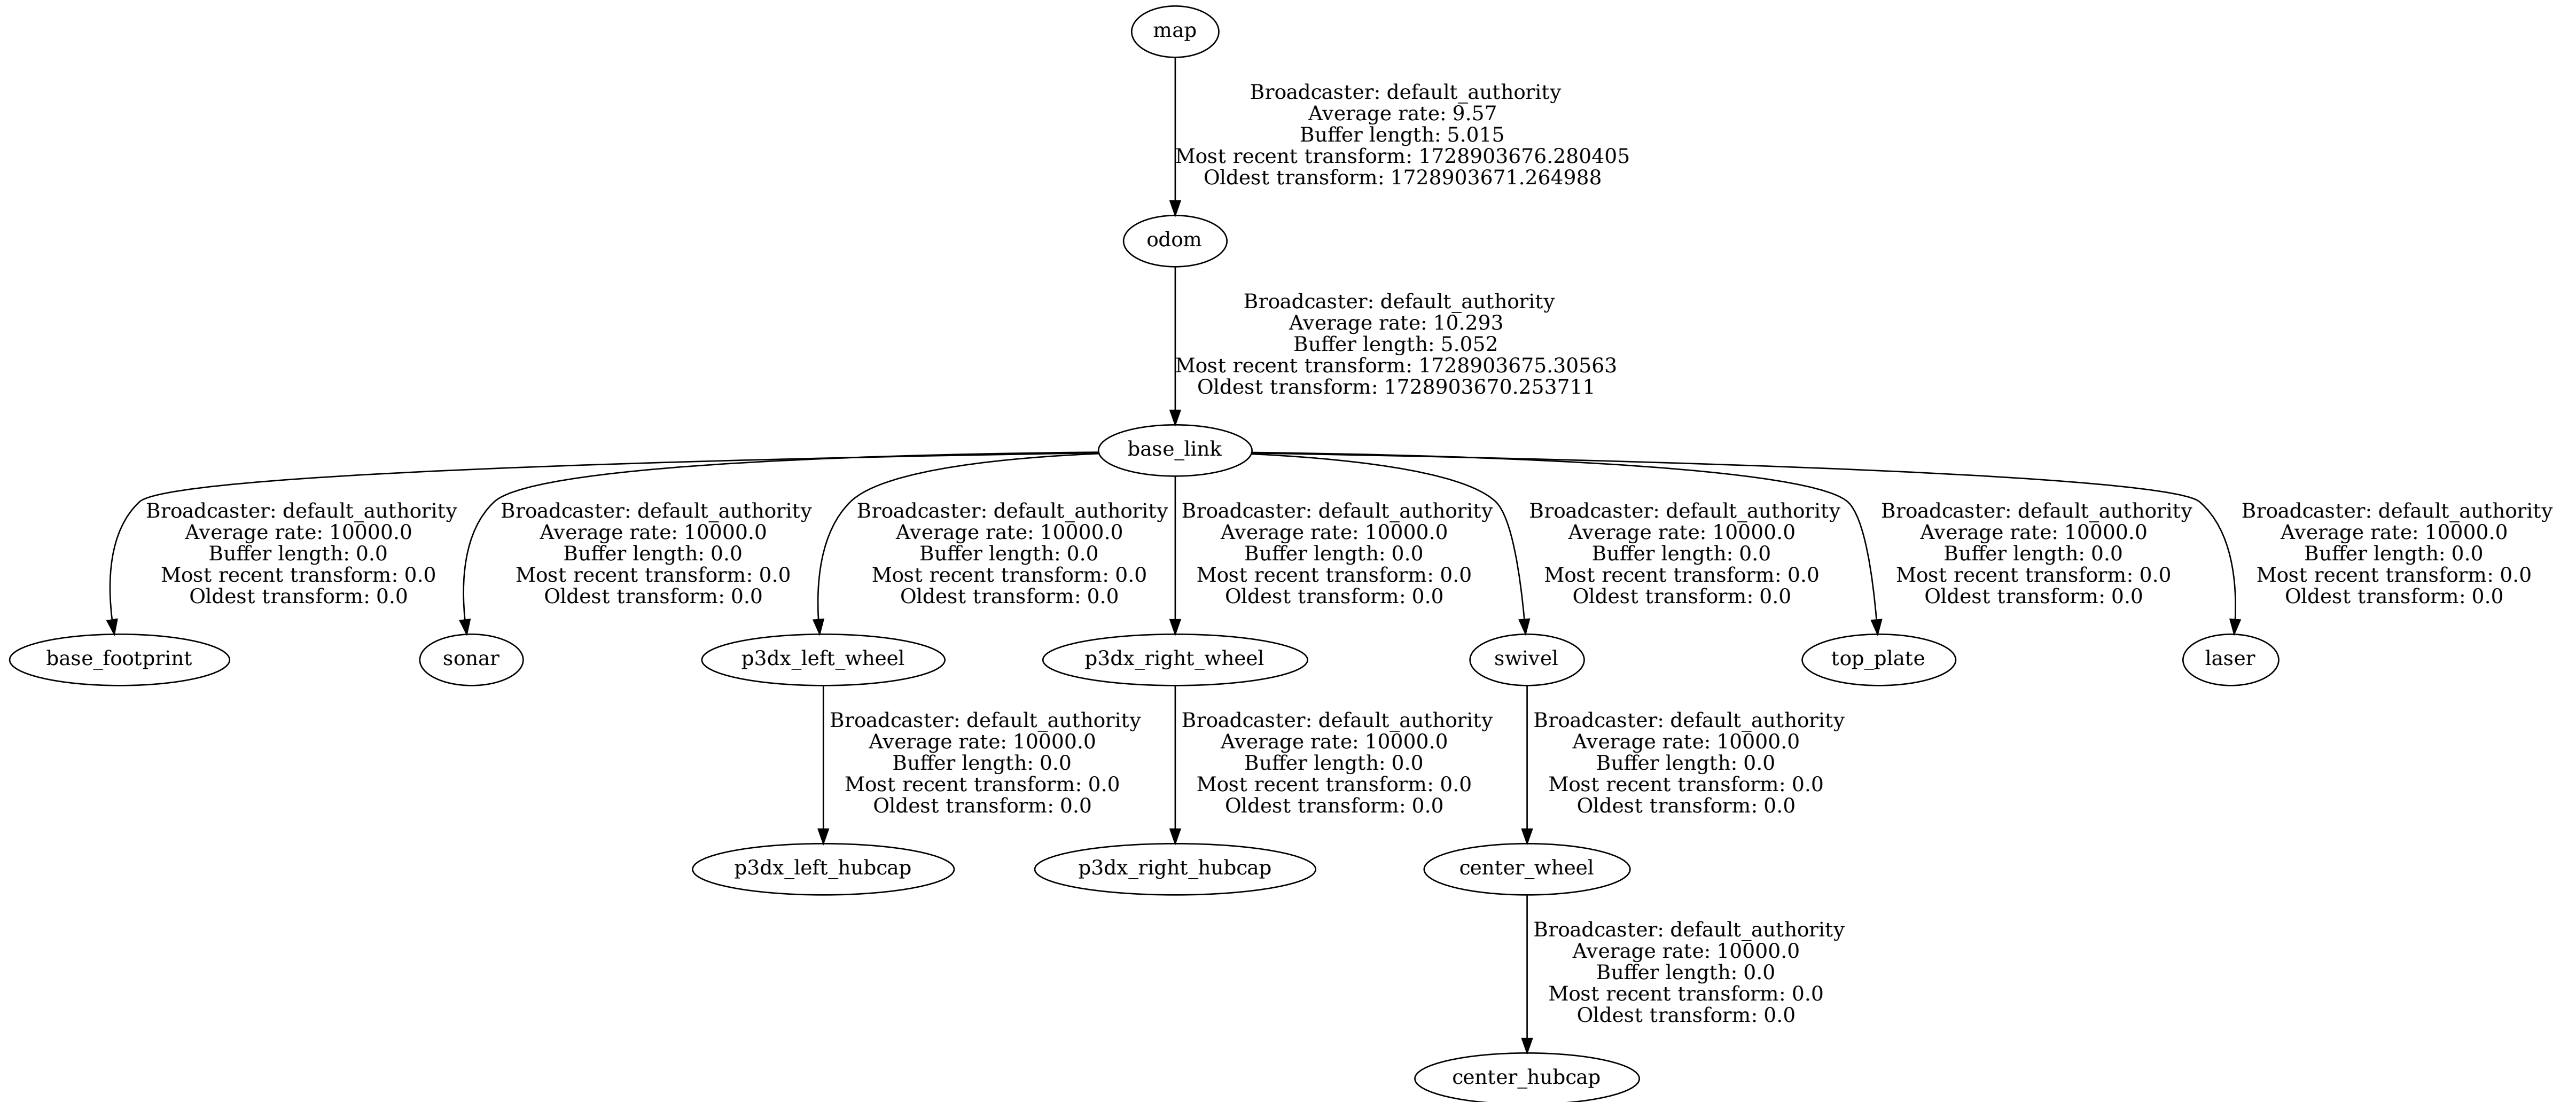 map
Broadcaster: default_authority
Average rate: 9.57
Buffer length: 5.015
Most recent transform: 1728903676.280405
Oldest transform: 1728903671.264988
odom
Broadcaster: default_authority
Average rate: 10.293
Buffer length: 5.052
Most recent transform: 1728903675.30563
Oldest transform: 1728903670.253711
base_link
Broadcaster: default_authority
Average rate: 10000.0
Buffer length: 0.0
Most recent transform: 0.0
Oldest transform: 0.0
Broadcaster: default_authority
Average rate: 10000.0
Buffer length: 0.0
Most recent transform: 0.0
Oldest transform: 0.0
Broadcaster: default_authority
Average rate: 10000.0
Buffer length: 0.0
Most recent transform: 0.0
Oldest transform: 0.0
Broadcaster: default_authority
Average rate: 10000.0
Buffer length: 0.0
Most recent transform: 0.0
Oldest transform: 0.0
Broadcaster: default_authority
Average rate: 10000.0
Buffer length: 0.0
Most recent transform: 0.0
Oldest transform: 0.0
Broadcaster: default_authority
Average rate: 10000.0
Buffer length: 0.0
Most recent transform: 0.0
Oldest transform: 0.0
Broadcaster: default_authority
Average rate: 10000.0
Buffer length: 0.0
Most recent transform: 0.0
Oldest transform: 0.0
base_footprint
sonar
p3dx_left_wheel
p3dx_right_wheel
swivel
top_plate
laser
Broadcaster: default_authority
Average rate: 10000.0
Buffer length: 0.0
Most recent transform: 0.0
Oldest transform: 0.0
Broadcaster: default_authority
Average rate: 10000.0
Buffer length: 0.0
Most recent transform: 0.0
Oldest transform: 0.0
Broadcaster: default_authority
Average rate: 10000.0
Buffer length: 0.0
Most recent transform: 0.0
Oldest transform: 0.0
p3dx_left_hubcap
p3dx_right_hubcap
center_wheel
Broadcaster: default_authority
Average rate: 10000.0
Buffer length: 0.0
Most recent transform: 0.0
Oldest transform: 0.0
center_hubcap